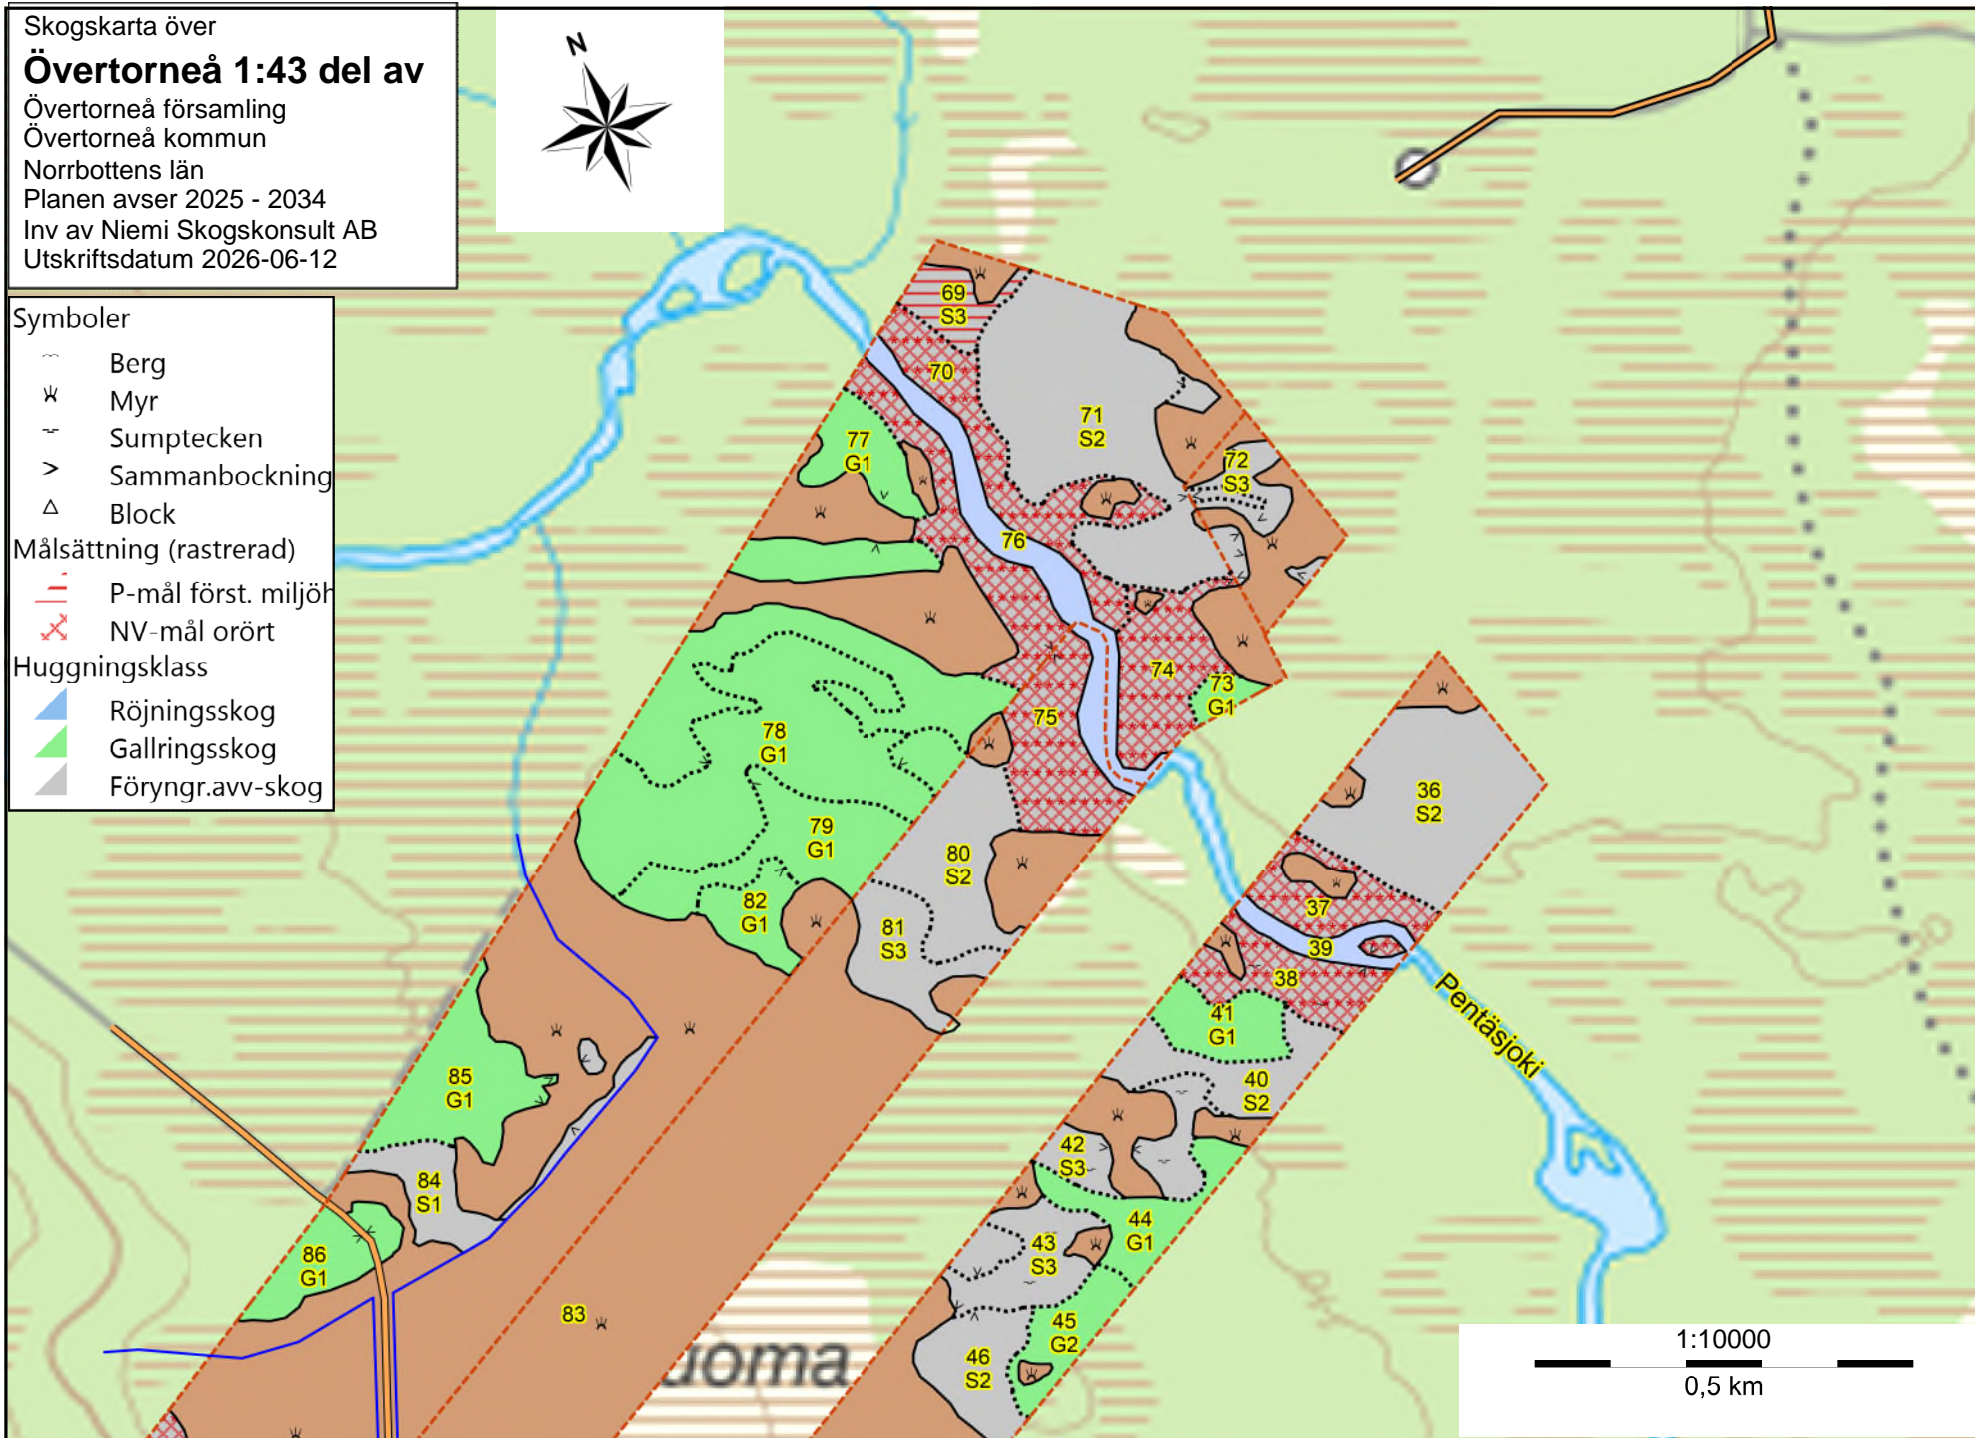 Skogskarta över
Övertorneå 1:43 del av
Övertorneå församling
Övertorneå kommun
Norrbottens län
Planen avser 2025 - 2034
Inv av Niemi Skogskonsult AB
Utskriftsdatum 2026-06-12
N
Symboler
Berg
Myr
Sumptecken
Sammanbockning
Block
Målsättning (rastrerad)
P-mål först. miljöh
NV-mål orört
Huggningsklass
Röjningsskog
Gallringsskog
Föryngr.avv-skog
69
S3
70
71
S2
72
S3
77
G1
76
74
73
G1
75
78
G1
79
G1
80
S2
82
G1
81
S3
36
S2
37
39
38
41
G1
40
S2
42
S3
44
G1
43
S3
45
G2
46
S2
85
G1
84
S1
86
G1
83
Pentäsjoki
uoma
1:10000
0,5 km